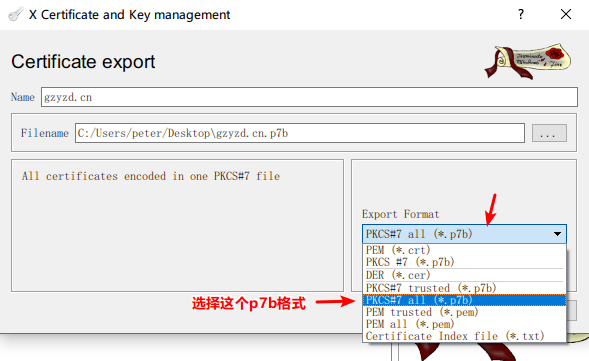 X Certificate and Key management
?
Certificate export
Name gzyzd.cn
Filename C:/Users/peter/Desktop\gzyzd.cn.p7b ...
All certificates encoded in one PKCS#7 file
Export Format
PKCS#7 all (*.p7b)
PEM (*.crt)
PKCS #7 (*.p7b)
DER (*.cer)
PKCS#7 trusted (*.p7b)
选择这个p7b格式
PKCS#7 all (*.p7b)
PEM trusted (*.pem)
PEM all (*.pem)
Certificate Index file (*.txt)